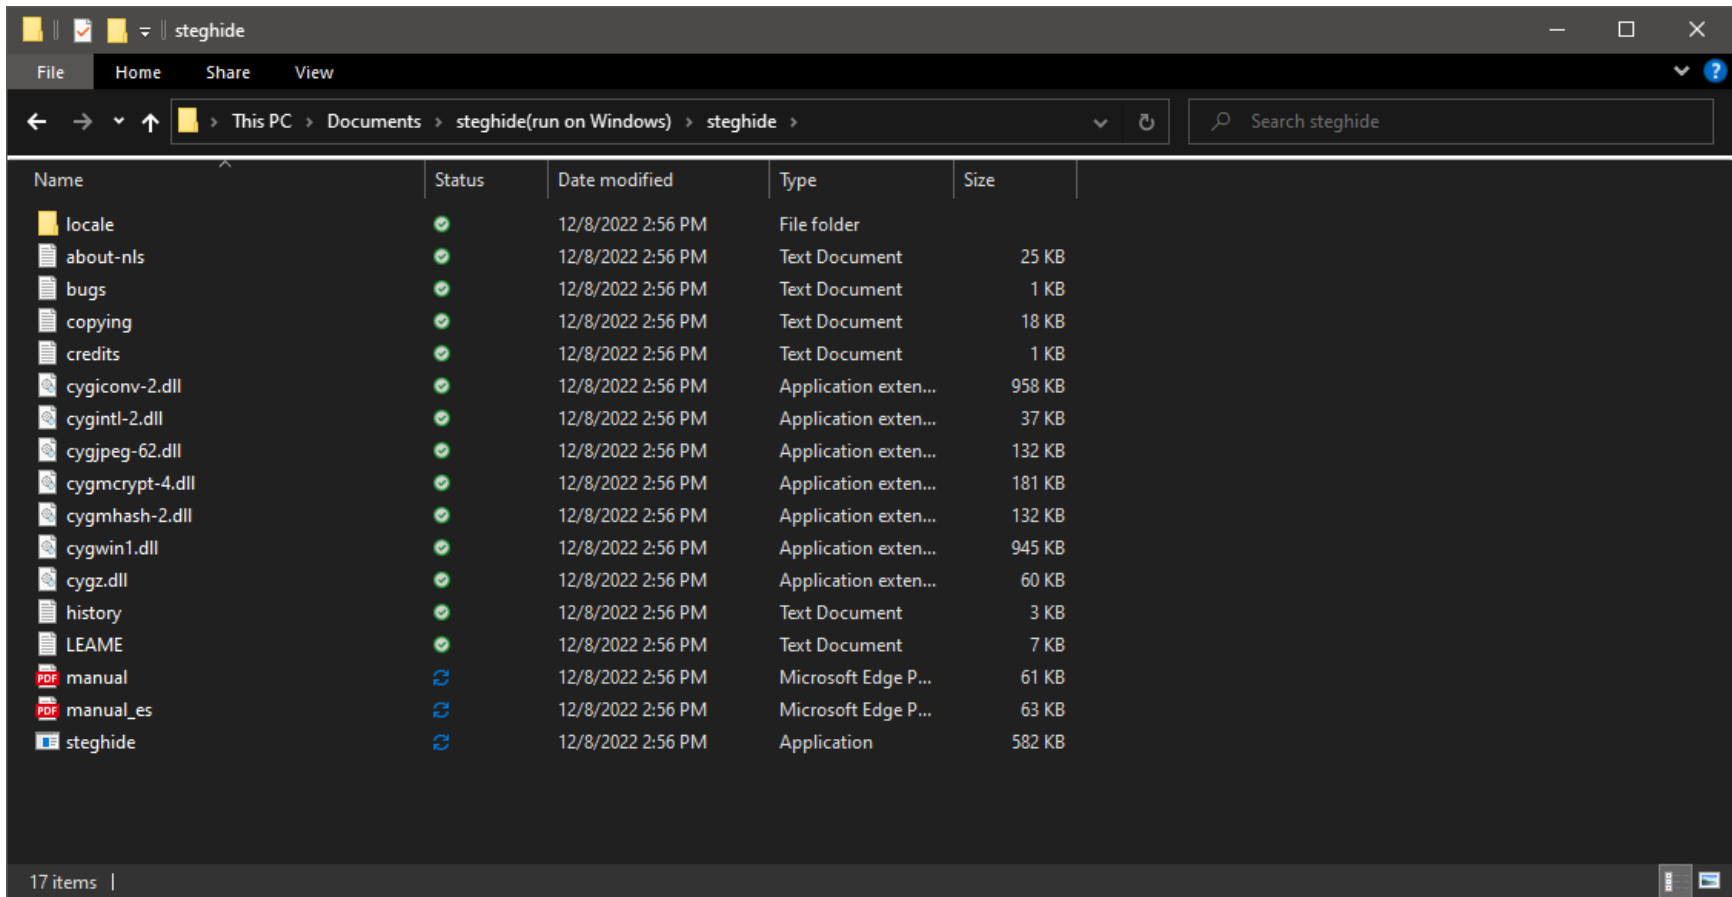 steghide
File Home Share View
This PC > Documents > steghide(run on Windows) > steghide >
Search steghide
Name Status Date modified Type Size
locale 12/8/2022 2:56 PM File folder
about-nls 12/8/2022 2:56 PM Text Document 25 KB
bugs 12/8/2022 2:56 PM Text Document 1 KB
copying 12/8/2022 2:56 PM Text Document 18 KB
credits 12/8/2022 2:56 PM Text Document 1 KB
cygiconv-2.dll 12/8/2022 2:56 PM Application exten... 958 KB
cygintl-2.dll 12/8/2022 2:56 PM Application exten... 37 KB
cygjpeg-62.dll 12/8/2022 2:56 PM Application exten... 132 KB
cygmcrypt-4.dll 12/8/2022 2:56 PM Application exten... 181 KB
cygmhash-2.dll 12/8/2022 2:56 PM Application exten... 132 KB
cygwin1.dll 12/8/2022 2:56 PM Application exten... 945 KB
cygz.dll 12/8/2022 2:56 PM Application exten... 60 KB
history 12/8/2022 2:56 PM Text Document 3 KB
LEAME 12/8/2022 2:56 PM Text Document 7 KB
PDF manual 12/8/2022 2:56 PM Microsoft Edge P... 61 KB
PDF manual_es 12/8/2022 2:56 PM Microsoft Edge P... 63 KB
steghide 12/8/2022 2:56 PM Application 582 KB
17 items